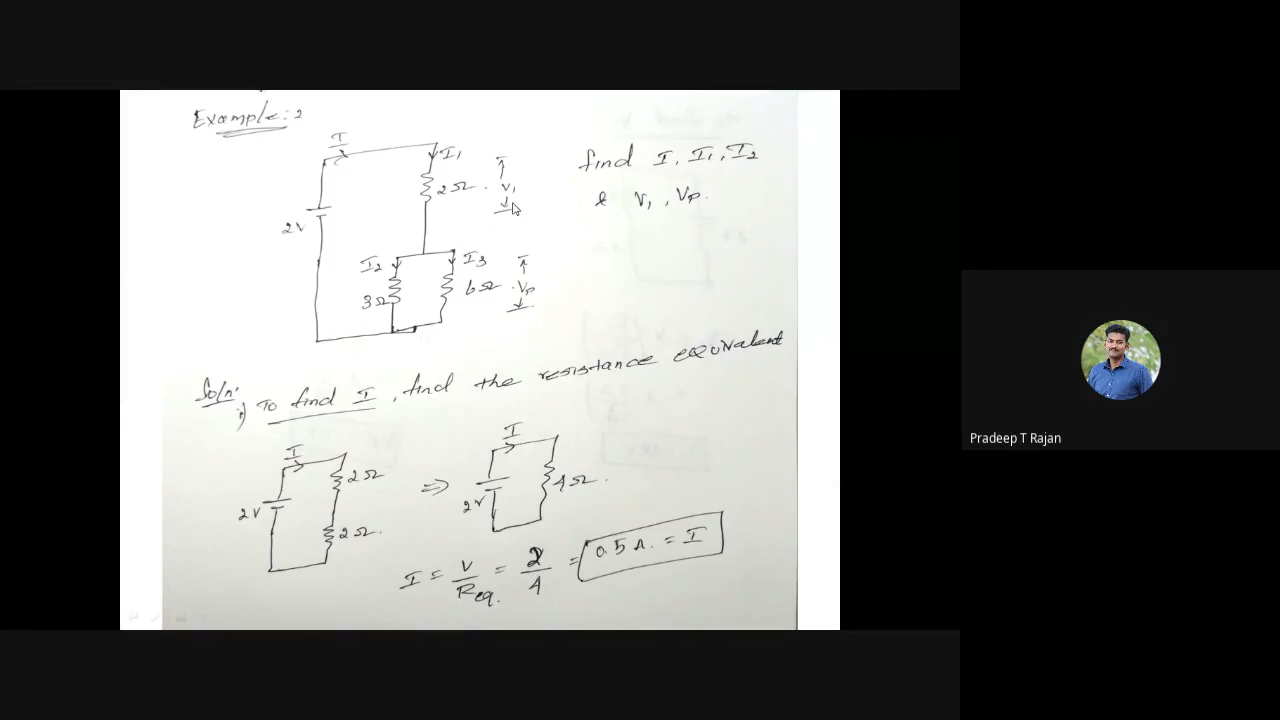 Example: 2
I
I1
2Ω
V1
2V
I2
I3
3Ω
6Ω
Vp
find I, I1, I2
& V1, Vp.
Soln:
i) To find I, find the resistance equivalent
I
2V
2Ω
2Ω
⇒
I
2V
4Ω
I = V/Req. = 2/4 = 0.5 A. = I
Pradeep T Rajan